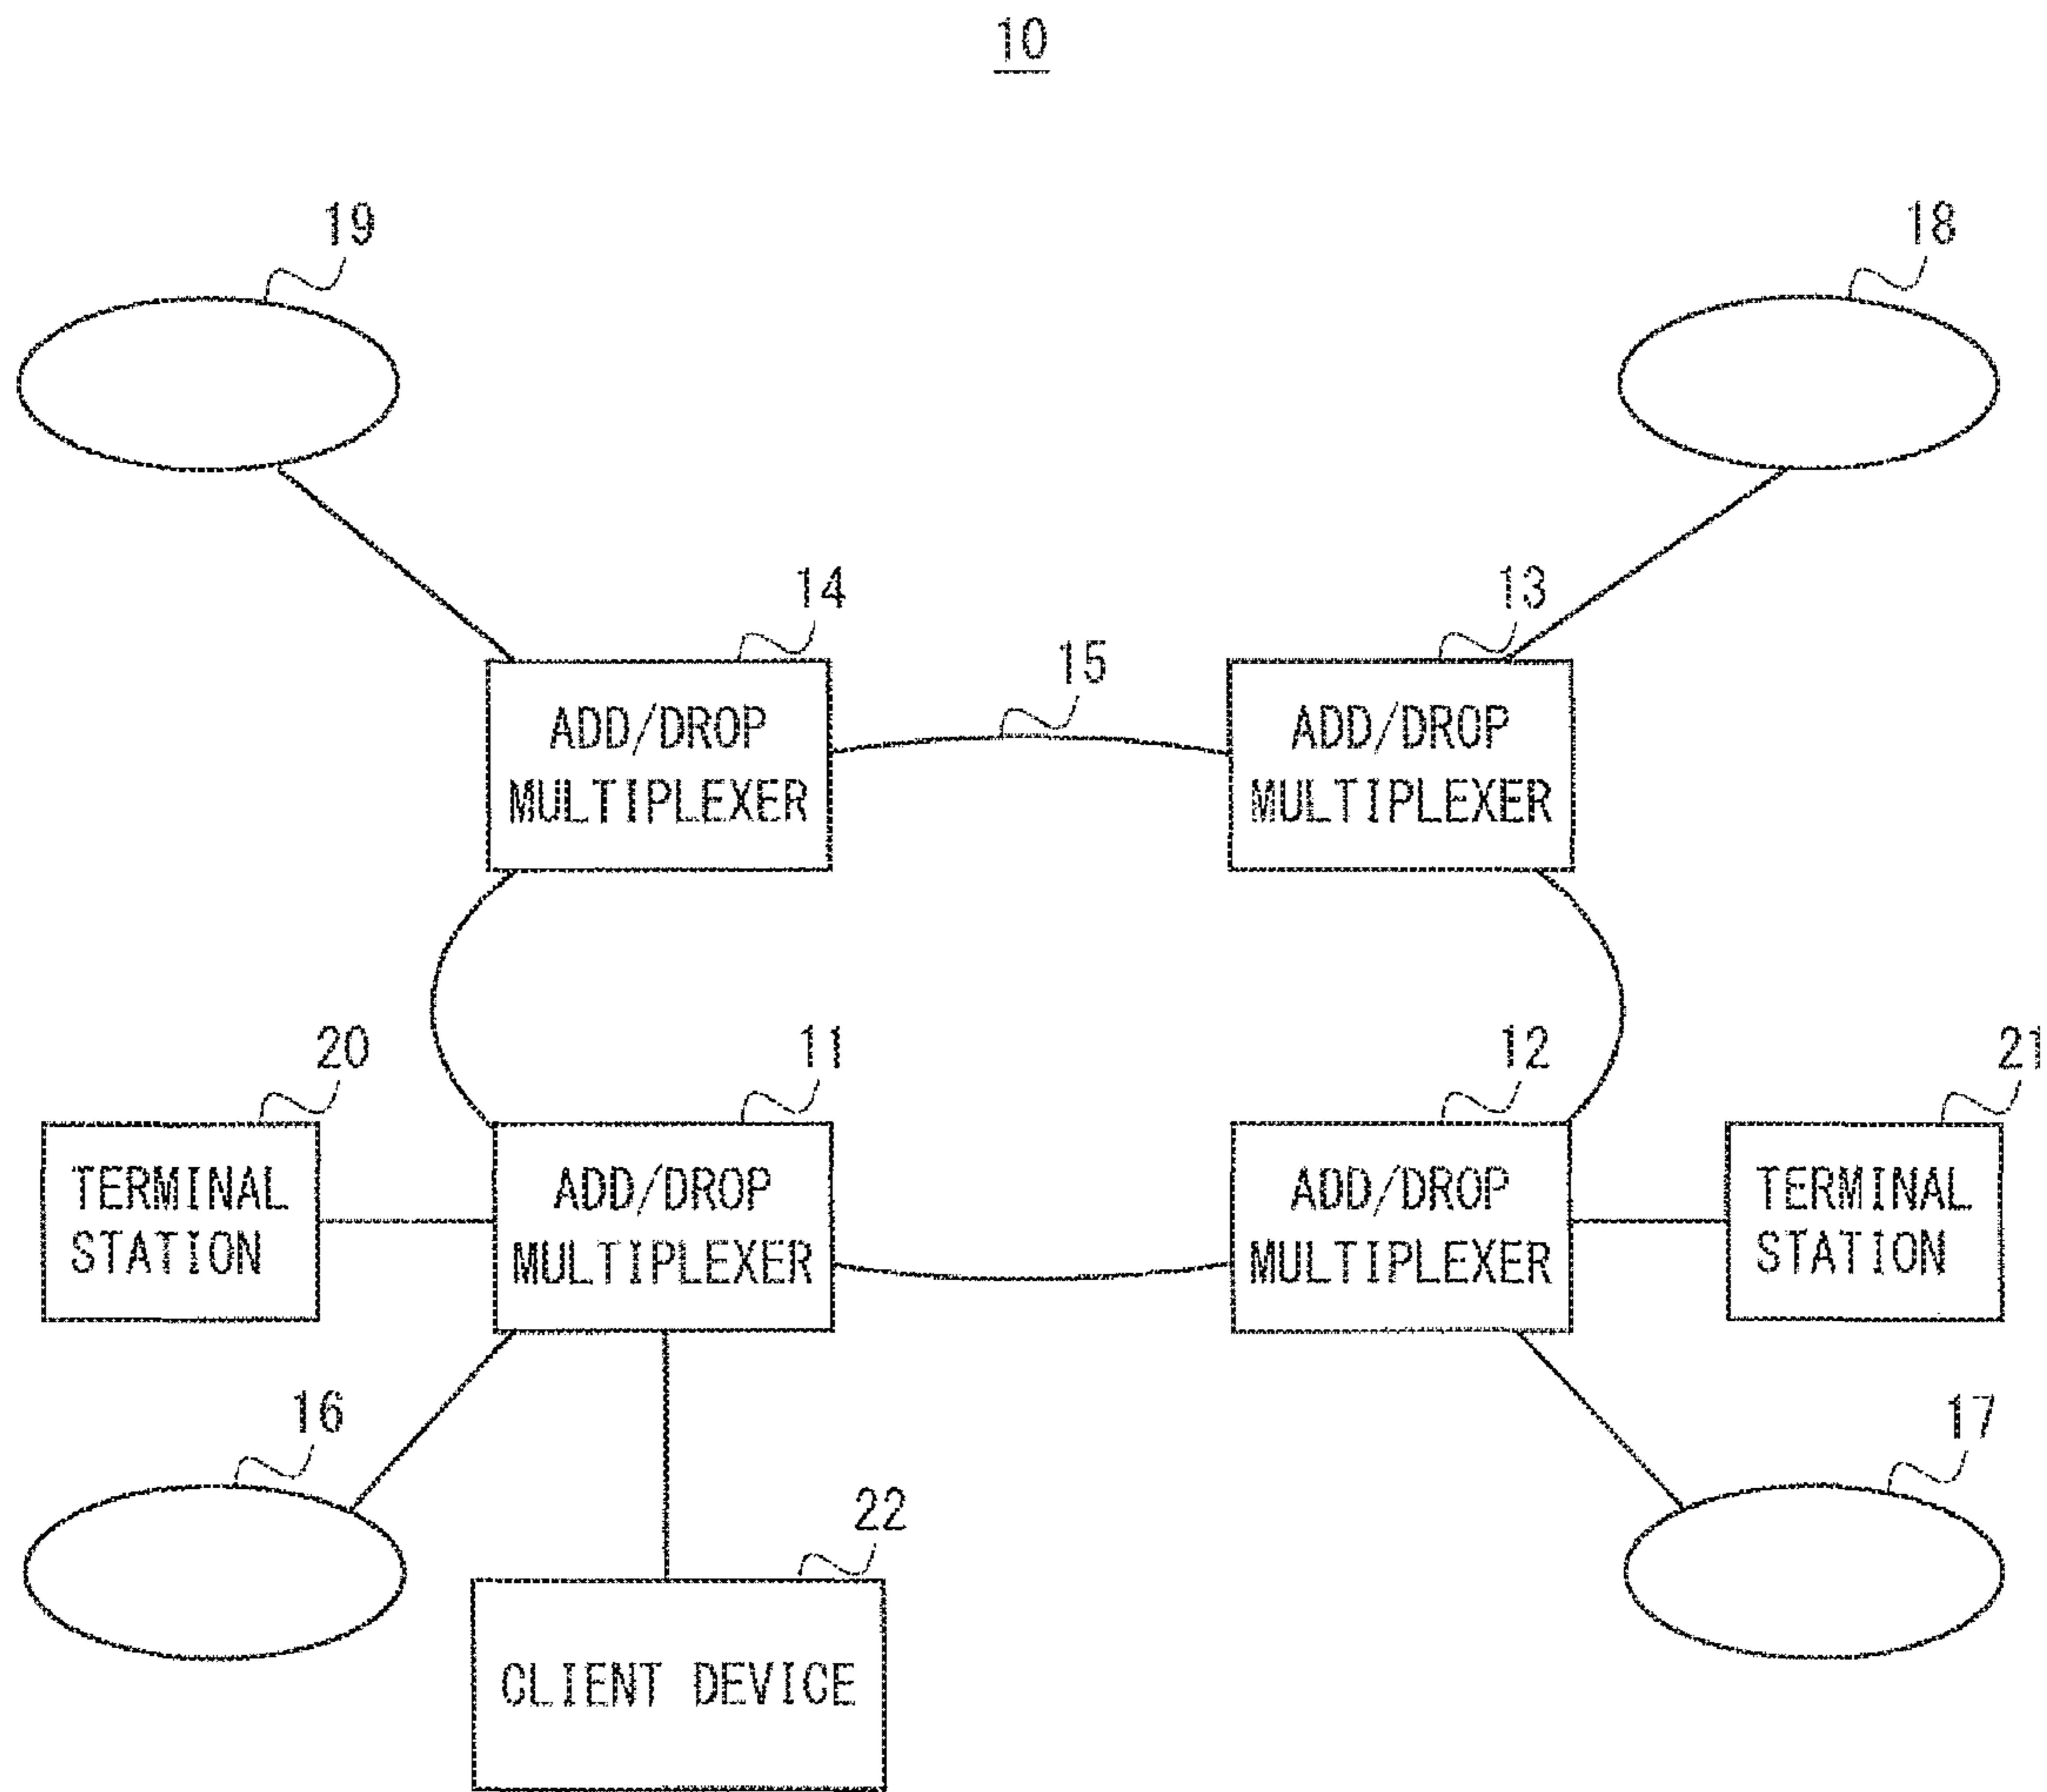 10
19
18
14
13
15
ADD/DROP
MULTIPLEXER
ADD/DROP
MULTIPLEXER
20
11
12
21
TERMINAL
STATION
ADD/DROP
MULTIPLEXER
ADD/DROP
MULTIPLEXER
TERMINAL
STATION
16
17
22
CLIENT DEVICE